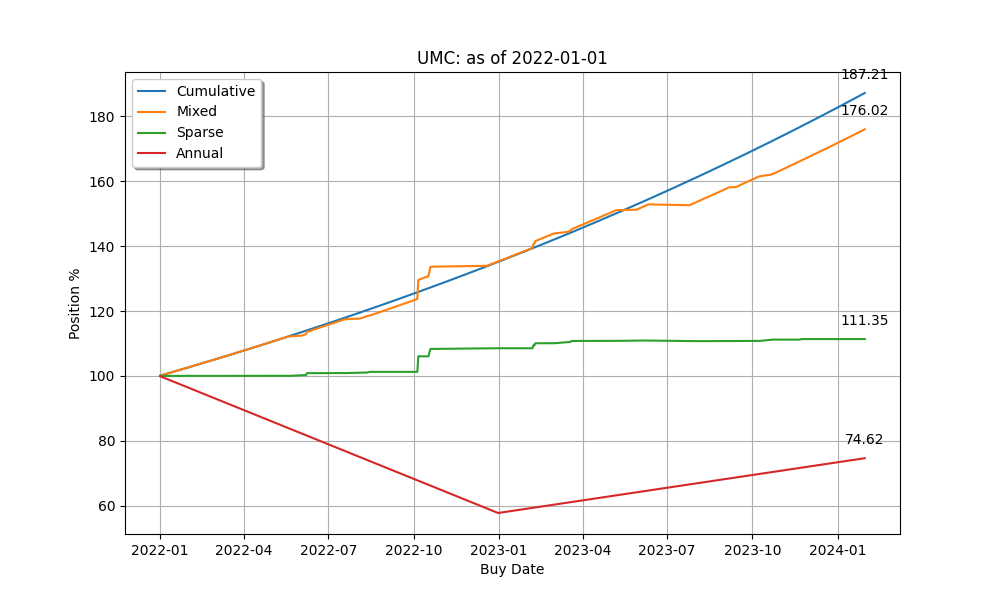 UMC: as of 2022-01-01
187.21
Cumulative
Mixed
Sparse
Annual
176.02
111.35
74.62
180
160
140
120
100
80
60
Position %
2022-01 2022-04 2022-07 2022-10 2023-01 2023-04 2023-07 2023-10 2024-01
Buy Date